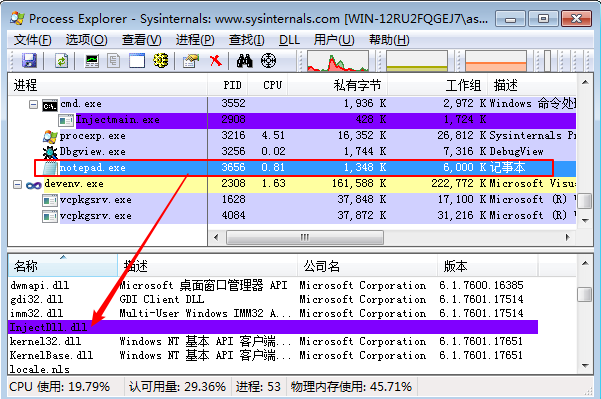 Process Explorer - Sysinternals: www.sysinternals.com [WIN-12RU2FQGEJ7\as...
文件(F) 选项(O) 查看(V) 进程(P) 查找(I) DLL 用户(U) 帮助(H)
进程 PID CPU 私有字节 工作组 描述
cmd.exe 3552 1,936 K 2,972 K Windows 命令处
Injectmain.exe 2908 428 K 1,724 K
procexp.exe 3216 4.51 16,352 K 26,812 K Sysinternals P
Dbgview.exe 3256 0.02 1,744 K 7,316 K DebugView
notepad.exe 3656 0.81 1,348 K 6,000 K 记事本
devenv.exe 2308 1.63 161,588 K 222,772 K Microsoft Visu
vcpkgsrv.exe 1628 37,848 K 17,100 K Microsoft (R)
vcpkgsrv.exe 4084 37,872 K 31,216 K Microsoft (R)
名称 描述 公司名 版本
dwmapi.dll Microsoft 桌面窗口管理器 API Microsoft Corporation 6.1.7600.16385
gdi32.dll GDI Client DLL Microsoft Corporation 6.1.7601.17514
imm32.dll Multi-User Windows IMM32 A... Microsoft Corporation 6.1.7601.17514
InjectDll.dll
kernel32.dll Windows NT 基本 API 客户端... Microsoft Corporation 6.1.7601.17651
KernelBase.dll Windows NT 基本 API 客户端... Microsoft Corporation 6.1.7601.17651
locale.nls
CPU 使用: 19.79% 认可用量: 29.36% 进程: 53 物理内存使用: 45.71%